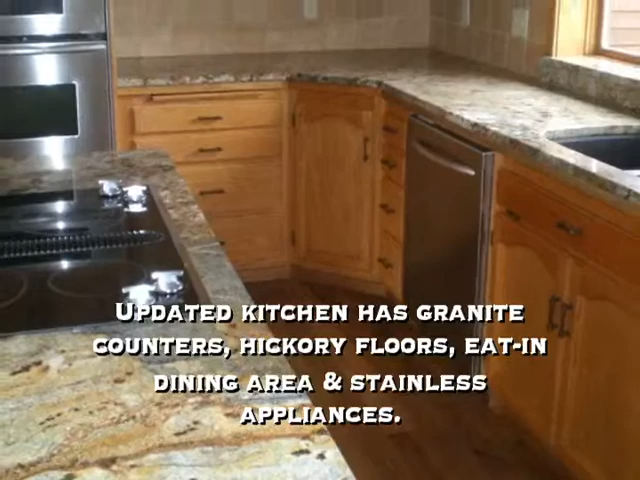 Updated kitchen has granite
counters, hickory floors, eat-in
dining area & stainless
appliances.